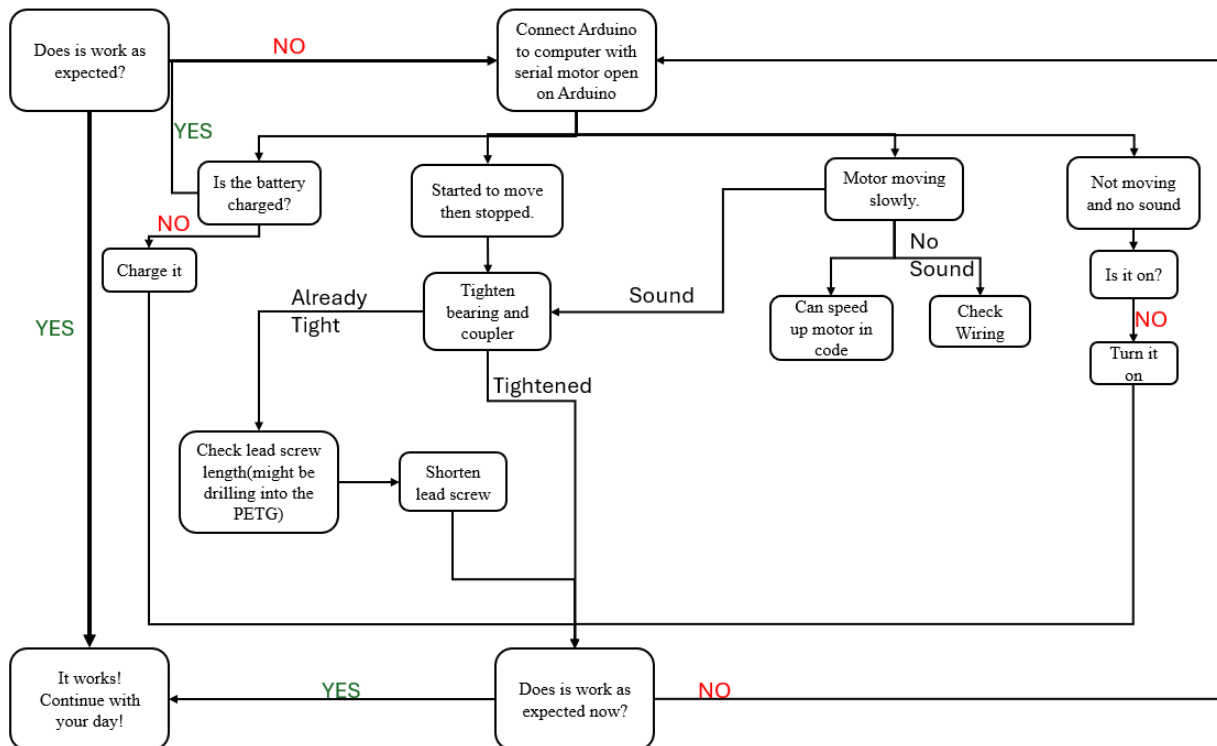 Does is work as
expected?
NO
Connect Arduino
to computer with
serial motor open
on Arduino
YES
Is the battery
charged?
Started to move
then stopped.
Motor moving
slowly.
Not moving
and no sound
NO
Charge it
No
Sound
Is it on?
Already
Tight
Tighten
bearing and
coupler
Sound
Can speed
up motor in
code
Check
Wiring
NO
Turn it
on
YES
Tightened
Check lead screw
length(might be
drilling into the
PETG)
Shorten
lead screw
It works!
Continue with
your day!
YES
Does is work as
expected now?
NO